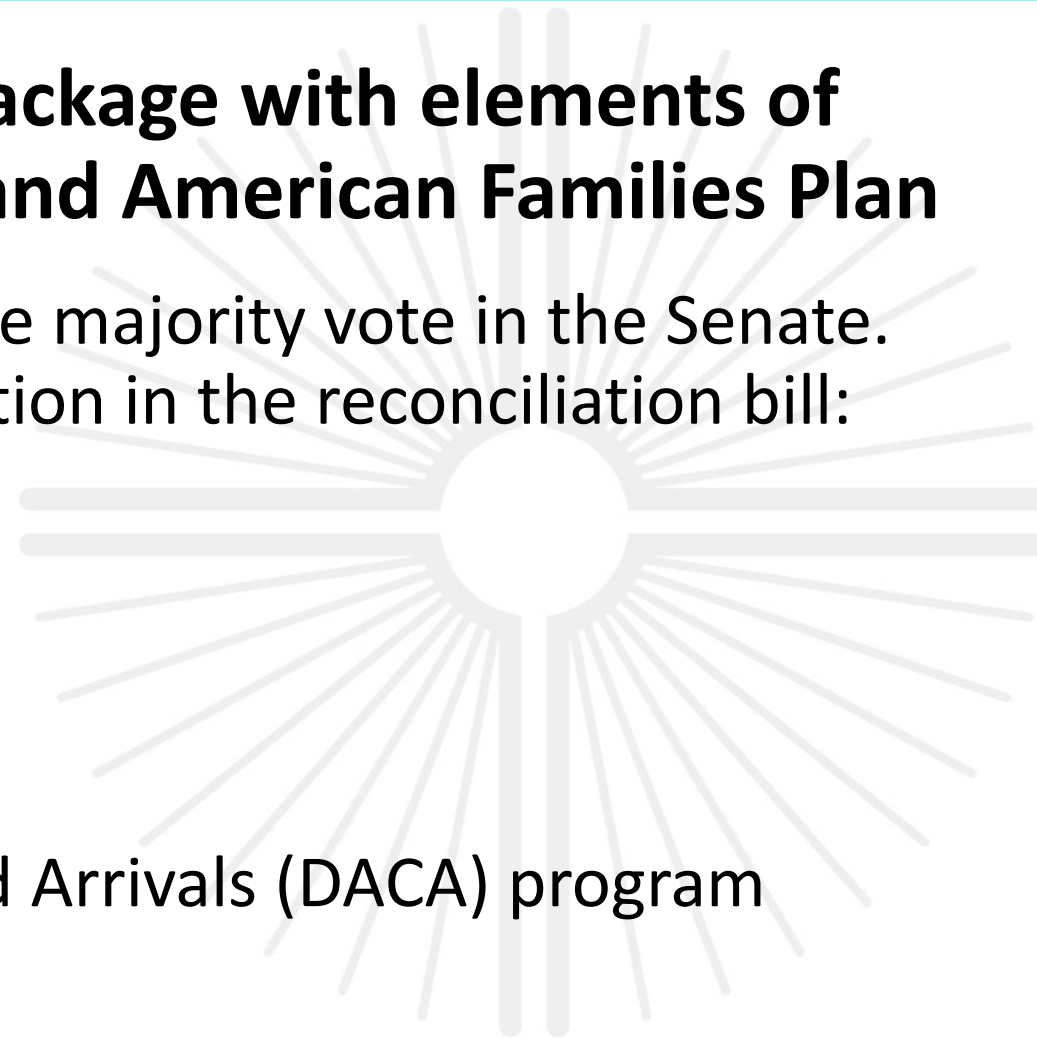 ackage with elements of
and American Families Plan
e majority vote in the Senate.
tion in the reconciliation bill:
d Arrivals (DACA) program